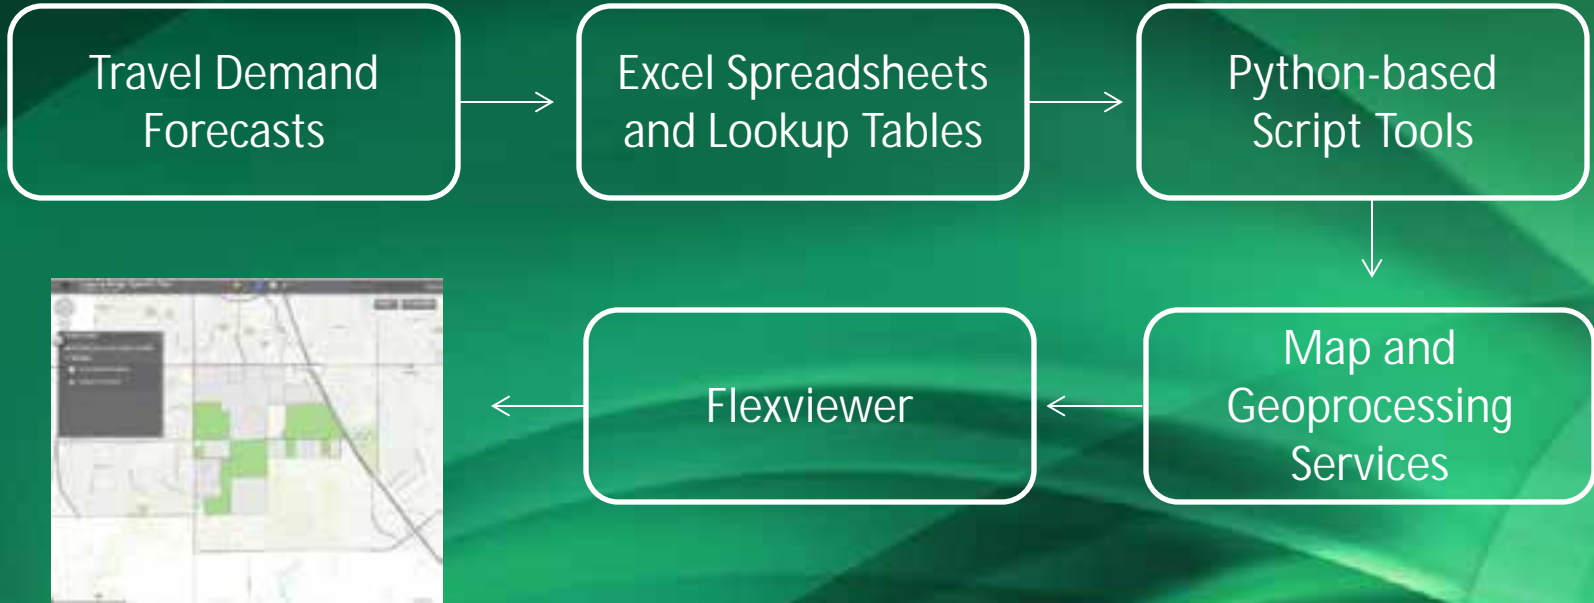 Travel Demand
Forecasts
Excel Spreadsheets
and Lookup Tables
Python-based
Script Tools
Map and
Geoprocessing
Services
Flexviewer